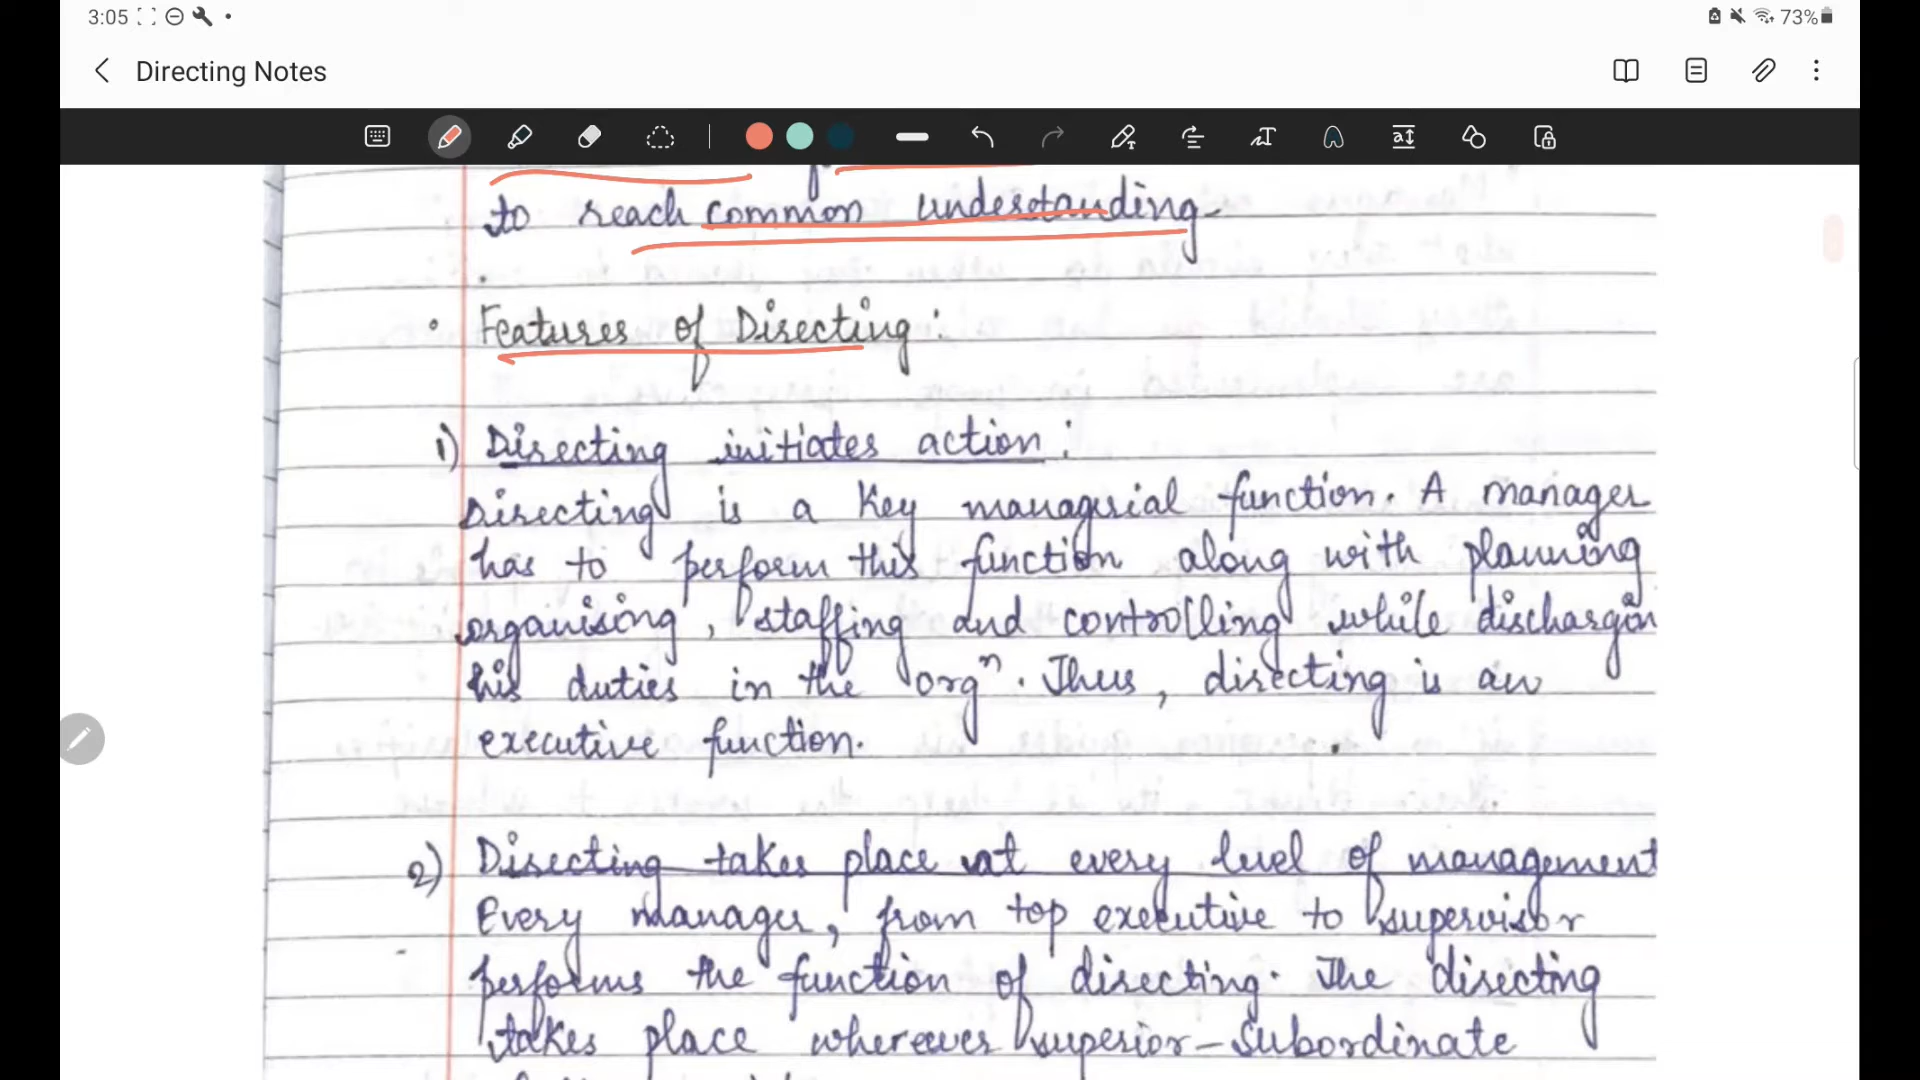 3:05
73%
Directing Notes
to reach common understanding
• Features of Directing:
1) Directing initiates action:
Directing is a key managerial function. A manager
has to perform this function along with planning
organising, staffing and controlling while dischargin
his duties in the orgⁿ. Thus, directing is an
executive function.
2) Directing takes place at every level of management
Every manager, from top executive to supervisor
performs the function of directing. The directing
takes place wherever superior-subordinate